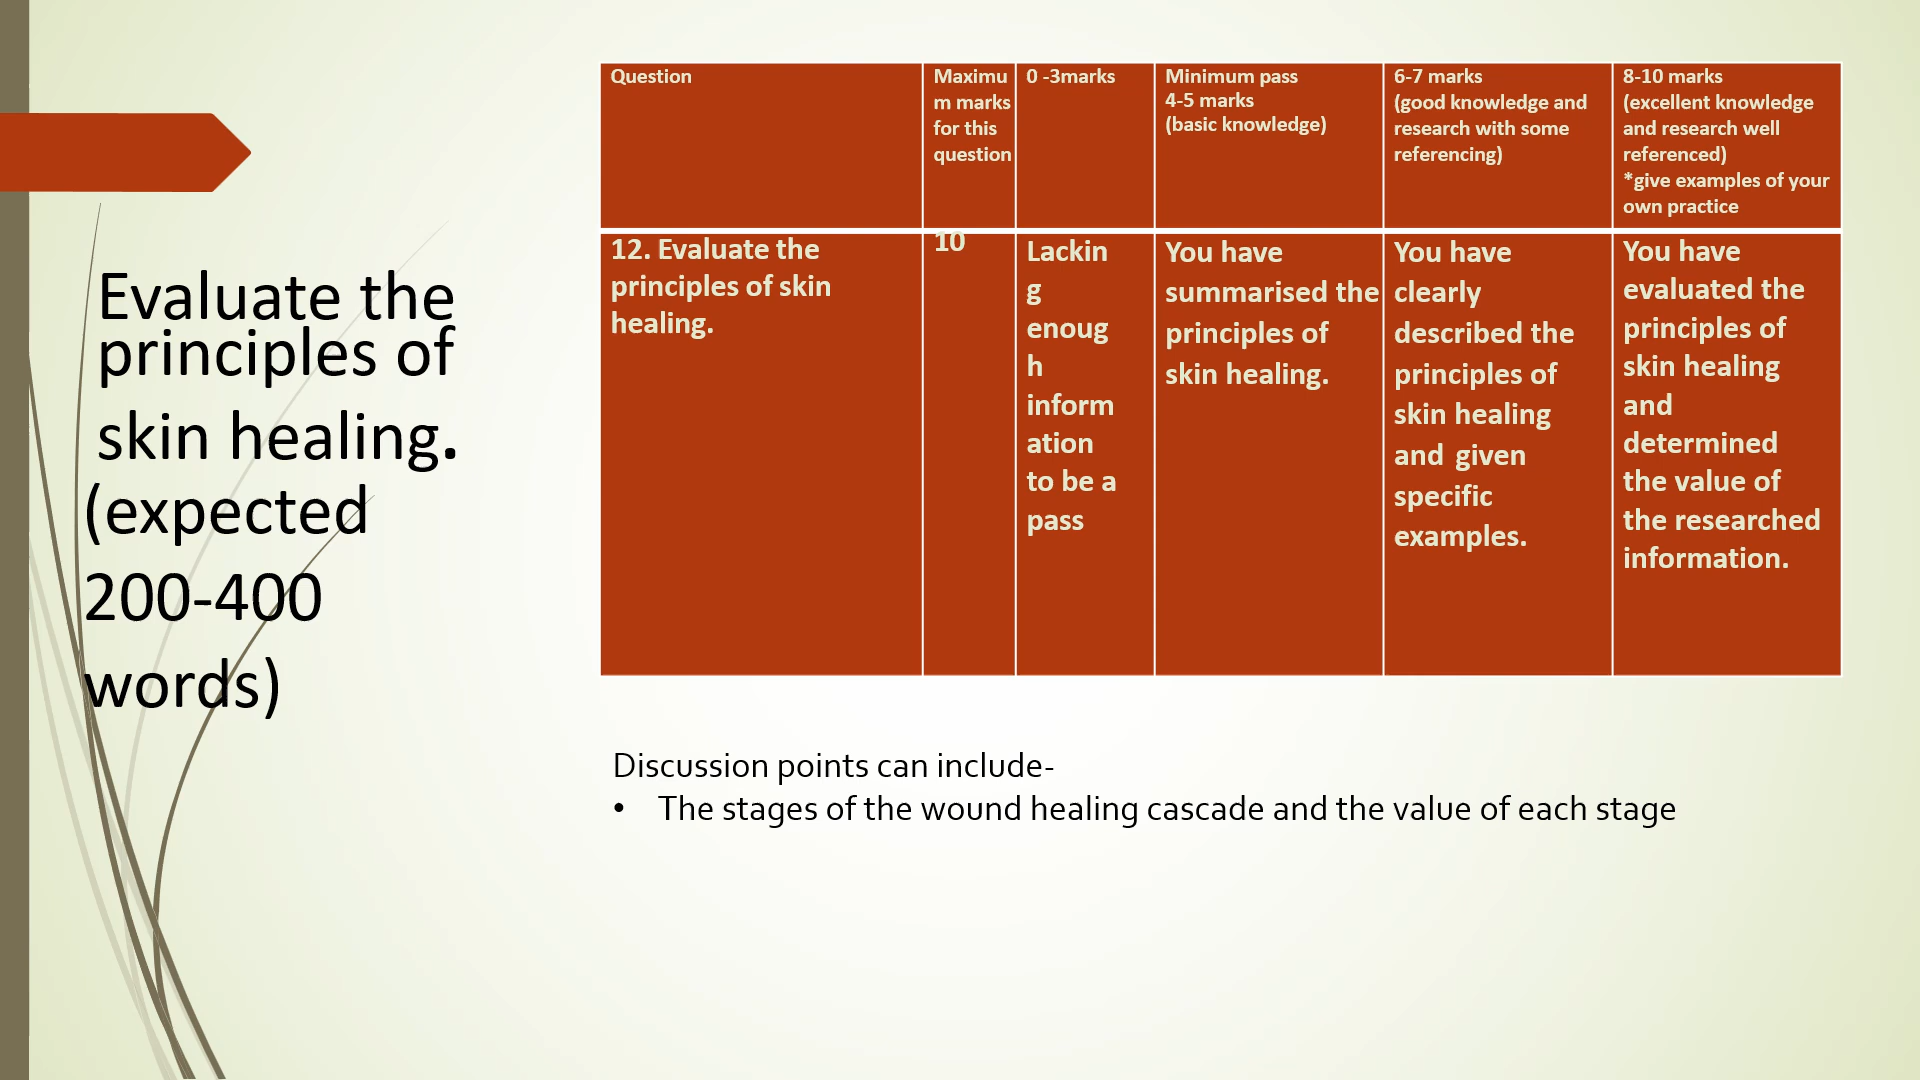 Evaluate the
principles of
skin healing.
(expected
200-400
words)
Question
Maximu
m marks
for this
question
0 -3marks
Minimum pass
4-5 marks
(basic knowledge)
6-7 marks
(good knowledge and
research with some
referencing)
8-10 marks
(excellent knowledge
and research well
referenced)
*give examples of your
own practice
12. Evaluate the
principles of skin
healing.
10
Lackin
g
enoug
h
inform
ation
to be a
pass
You have
summarised the
principles of
skin healing.
You have
clearly
described the
principles of
skin healing
and given
specific
examples.
You have
evaluated the
principles of
skin healing
and
determined
the value of
the researched
information.
Discussion points can include-
• The stages of the wound healing cascade and the value of each stage